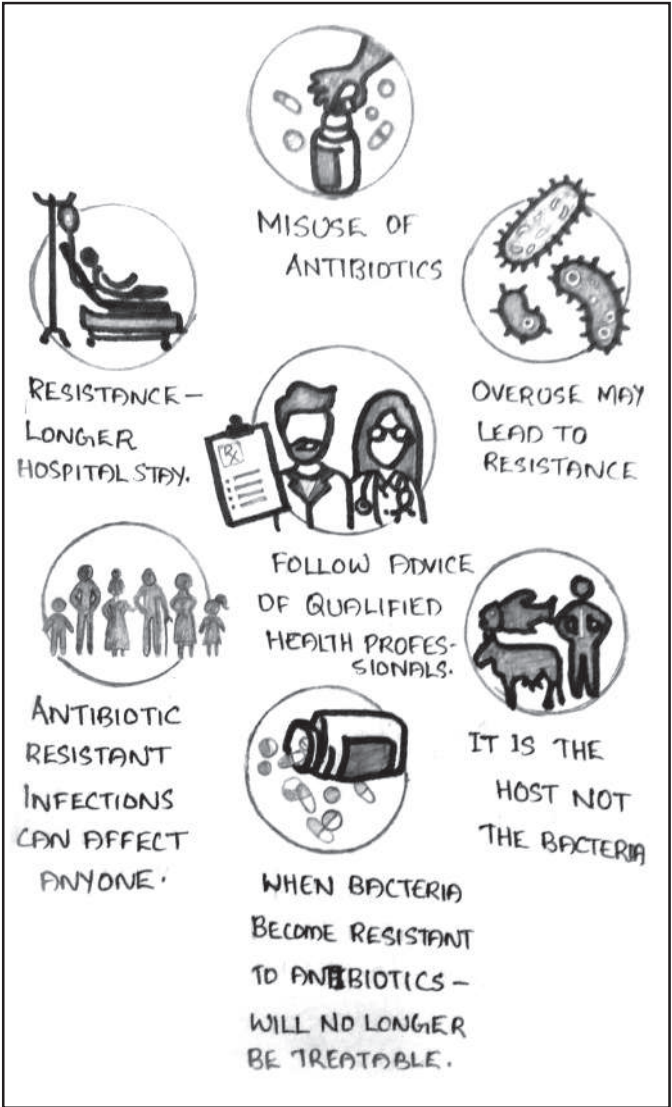 MISUSE OF
ANTIBIOTICS
RESISTANCE-
LONGER
HOSPITAL STAY.
OVERUSE MAY
LEAD TO
RESISTANCE
Rx
FOLLOW ADVICE
OF QUALIFIED
HEALTH PROFES-
SIONALS.
ANTIBIOTIC
RESISTANT
INFECTIONS
CAN AFFECT
ANYONE.
IT IS THE
HOST NOT
THE BACTERIA
WHEN BACTERIA
BECOME RESISTANT
TO ANTIBIOTICS-
WILL NO LONGER
BE TREATABLE.